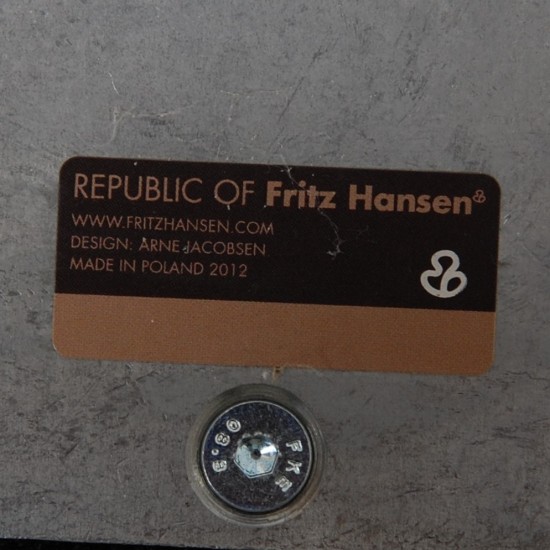 REPUBLIC OF Fritz Hansen
WWW.FRITZHANSEN.COM
DESIGN: ARNE JACOBSEN
MADE IN POLAND 2012